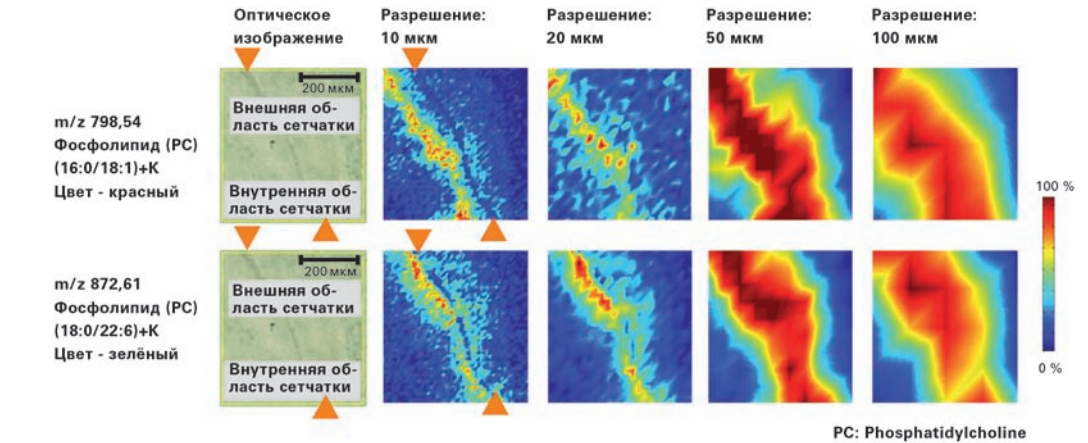 Оптическое
изображение
Разрешение:
10 мкм
Разрешение:
20 мкм
Разрешение:
50 мкм
Разрешение:
100 мкм
m/z 798,54
Фосфолипид (PC)
(16:0/18:1)+K
Цвет - красный
200 мкм
Внешняя об-
ласть сетчатки
Внутренняя об-
ласть сетчатки
100 %
0 %
m/z 872,61
Фосфолипид (PC)
(18:0/22:6)+K
Цвет - зелёный
200 мкм
Внешняя об-
ласть сетчатки
Внутренняя об-
ласть сетчатки
PC: Phosphatidylcholine